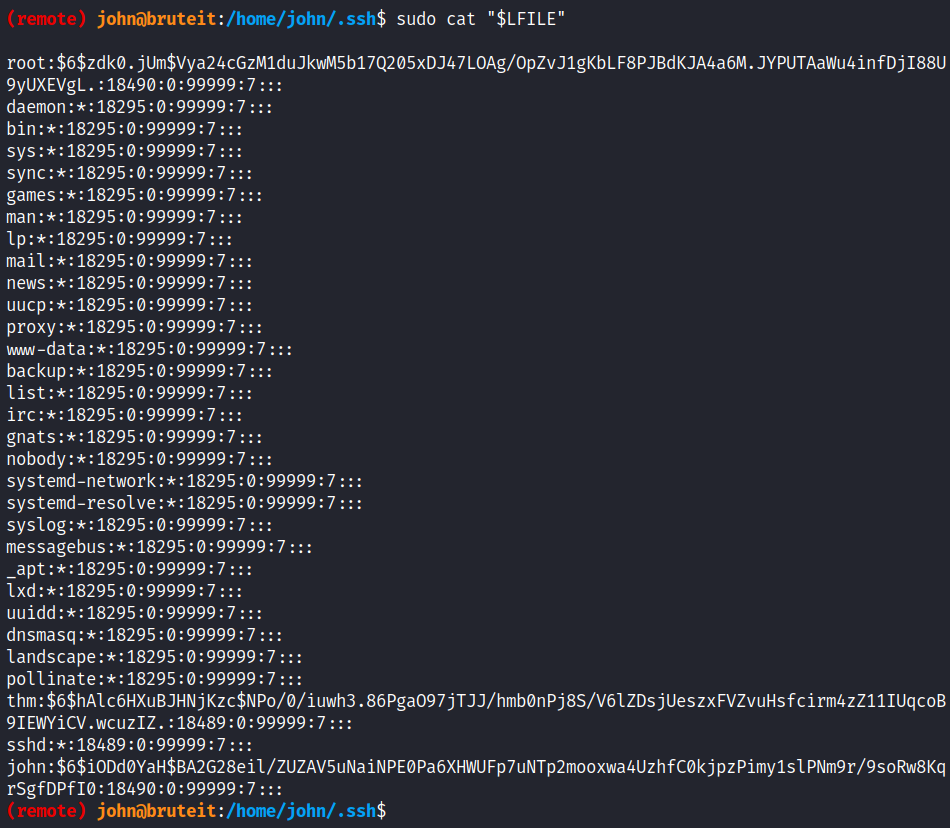 (remote) john@bruteit:/home/john/.ssh$ sudo cat "$LFILE"
root:$6$zdk0.jUm$Vya24cGzM1duJkwM5b17Q205xDJ47LOAg/OpZvJ1gKbLF8PJBdKJA4a6M.JYPUTAaWu4infDjI88U
9yUXEVgL.:18490:0:99999:7:::
daemon:*:18295:0:99999:7:::
bin:*:18295:0:99999:7:::
sys:*:18295:0:99999:7:::
sync:*:18295:0:99999:7:::
games:*:18295:0:99999:7:::
man:*:18295:0:99999:7:::
lp:*:18295:0:99999:7:::
mail:*:18295:0:99999:7:::
news:*:18295:0:99999:7:::
uucp:*:18295:0:99999:7:::
proxy:*:18295:0:99999:7:::
www-data:*:18295:0:99999:7:::
backup:*:18295:0:99999:7:::
list:*:18295:0:99999:7:::
irc:*:18295:0:99999:7:::
gnats:*:18295:0:99999:7:::
nobody:*:18295:0:99999:7:::
systemd-network:*:18295:0:99999:7:::
systemd-resolve:*:18295:0:99999:7:::
syslog:*:18295:0:99999:7:::
messagebus:*:18295:0:99999:7:::
_apt:*:18295:0:99999:7:::
lxd:*:18295:0:99999:7:::
uuidd:*:18295:0:99999:7:::
dnsmasq:*:18295:0:99999:7:::
landscape:*:18295:0:99999:7:::
pollinate:*:18295:0:99999:7:::
thm:$6$hAlc6HXuBJHNjKzc$NPo/0/iuwh3.86PgaO97jTJJ/hmb0nPj8S/V6lZDsjUeszxFVZvuHsfcirm4zZ11IUqcoB
9IEWYiCV.wcuzIZ.:18489:0:99999:7:::
sshd:*:18489:0:99999:7:::
john:$6$iODd0YaH$BA2G28eil/ZUZAV5uNaiNPE0Pa6XHWUFp7uNTp2mooxwa4UzhfC0kjpzPimy1slPNm9r/9soRw8Kq
rSgfDPfI0:18490:0:99999:7:::
(remote) john@bruteit:/home/john/.ssh$